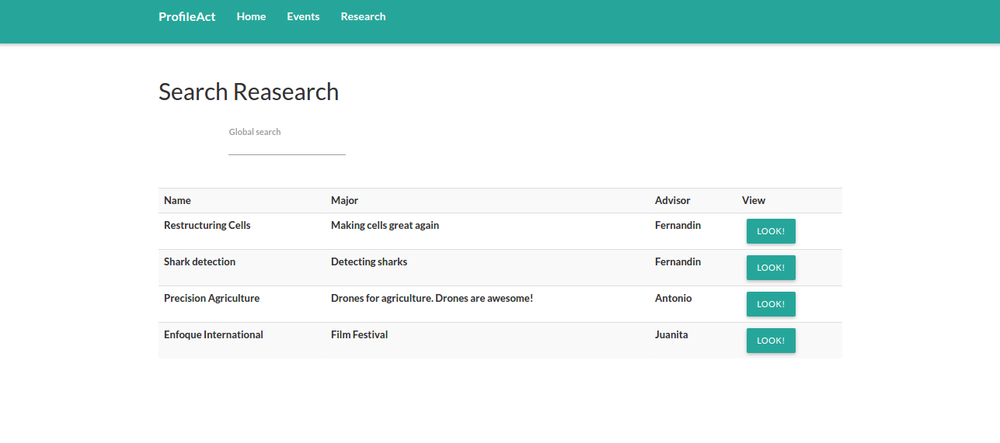 ProfileAct Home Events Research
Search Reasearch
Global search
Name Major Advisor View
Restructuring Cells Making cells great again Fernandin LOOK!
Shark detection Detecting sharks Fernandin LOOK!
Precision Agriculture Drones for agriculture. Drones are awesome! Antonio LOOK!
Enfoque International Film Festival Juanita LOOK!